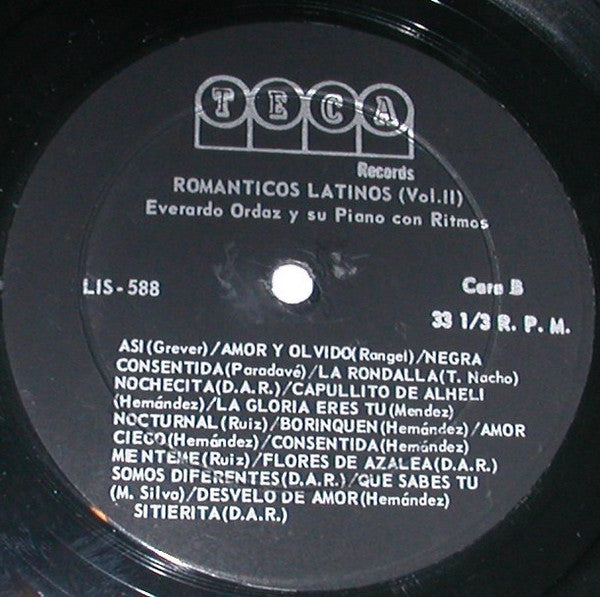 TECA
Records
ROMANTICOS LATINOS (Vol.II)
Everardo Ordaz y su Piano con Ritmos
LIS-588
Cara B
33 1/3 R. P. M.
ASI(Grever)/AMOR Y OLVIDO(Rangel)/NEGRA
CONSENTIDA(Paradavé)/LA RONDALLA(T. Nacho)
NOCHECITA(D.A.R.)/CAPULLITO DE ALHELI
(Hernández)/LA GLORIA ERES TU(Mendez)
NOCTURNAL(Ruiz)/BORINQUEN(Hernández)/AMOR
CIEGO(Hernández)/CONSENTIDA(Hernández)
MIENTEME(Ruiz)/FLORES DE AZALEA(D.A.R.)
SOMOS DIFERENTES(D.A.R.)/QUE SABES TU
(M. Silva)/DESVELO DE AMOR(Hernández)
SITIERITA(D.A.R.)